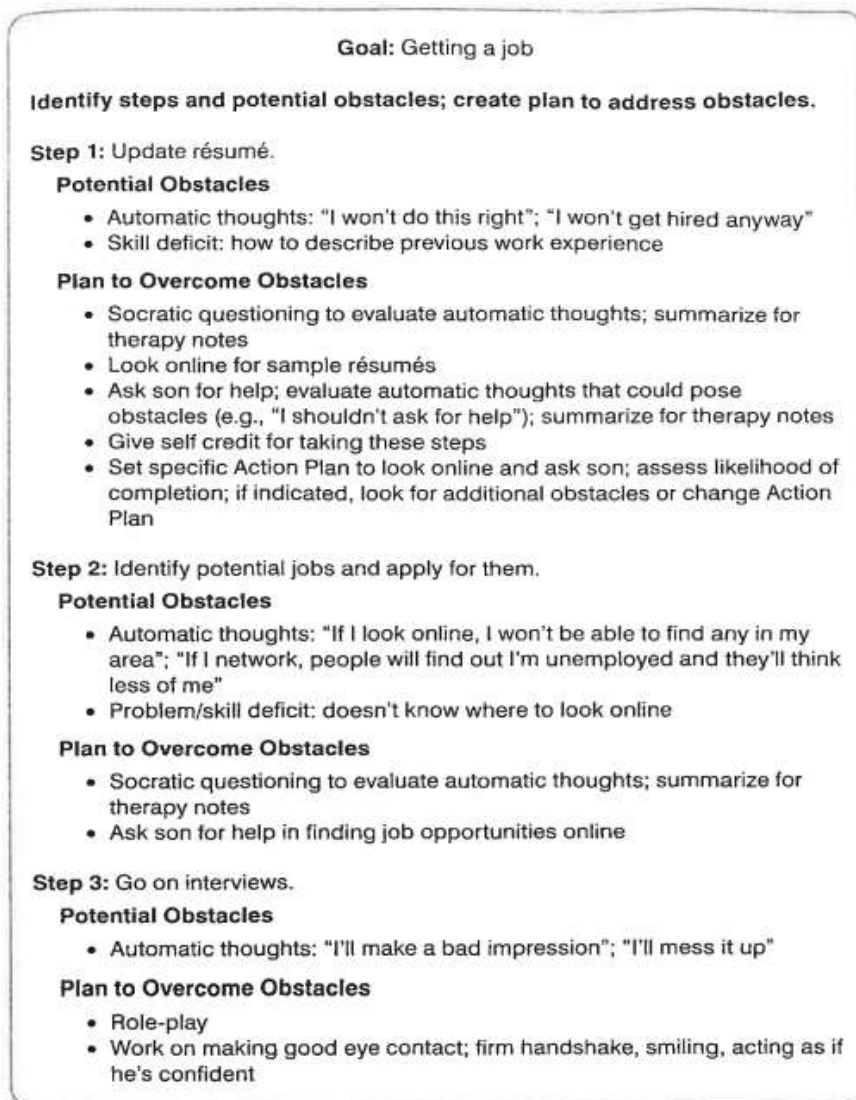 Goal: Getting a job
Identify steps and potential obstacles; create plan to address obstacles.
Step 1: Update résumé.
Potential Obstacles
• Automatic thoughts: "I won't do this right"; "I won't get hired anyway"
• Skill deficit: how to describe previous work experience
Plan to Overcome Obstacles
• Socratic questioning to evaluate automatic thoughts; summarize for
therapy notes
• Look online for sample résumés
• Ask son for help; evaluate automatic thoughts that could pose
obstacles (e.g., "I shouldn't ask for help"); summarize for therapy notes
• Give self credit for taking these steps
• Set specific Action Plan to look online and ask son; assess likelihood of
completion; if indicated, look for additional obstacles or change Action
Plan
Step 2: Identify potential jobs and apply for them.
Potential Obstacles
• Automatic thoughts: "If I look online, I won't be able to find any in my
area"; "If I network, people will find out I'm unemployed and they'll think
less of me"
• Problem/skill deficit: doesn't know where to look online
Plan to Overcome Obstacles
• Socratic questioning to evaluate automatic thoughts; summarize for
therapy notes
• Ask son for help in finding job opportunities online
Step 3: Go on interviews.
Potential Obstacles
• Automatic thoughts: "I'll make a bad impression"; "I'll mess it up"
Plan to Overcome Obstacles
• Role-play
• Work on making good eye contact; firm handshake, smiling, acting as if
he's confident